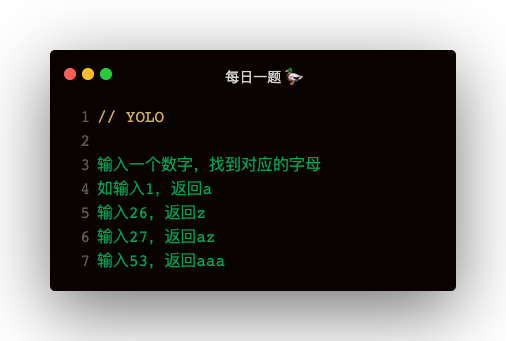 每日一题 🦆
1 // YOLO
2
3 输入一个数字，找到对应的字母
4 如输入1，返回a
5 输入26，返回z
6 输入27，返回az
7 输入53，返回aaa